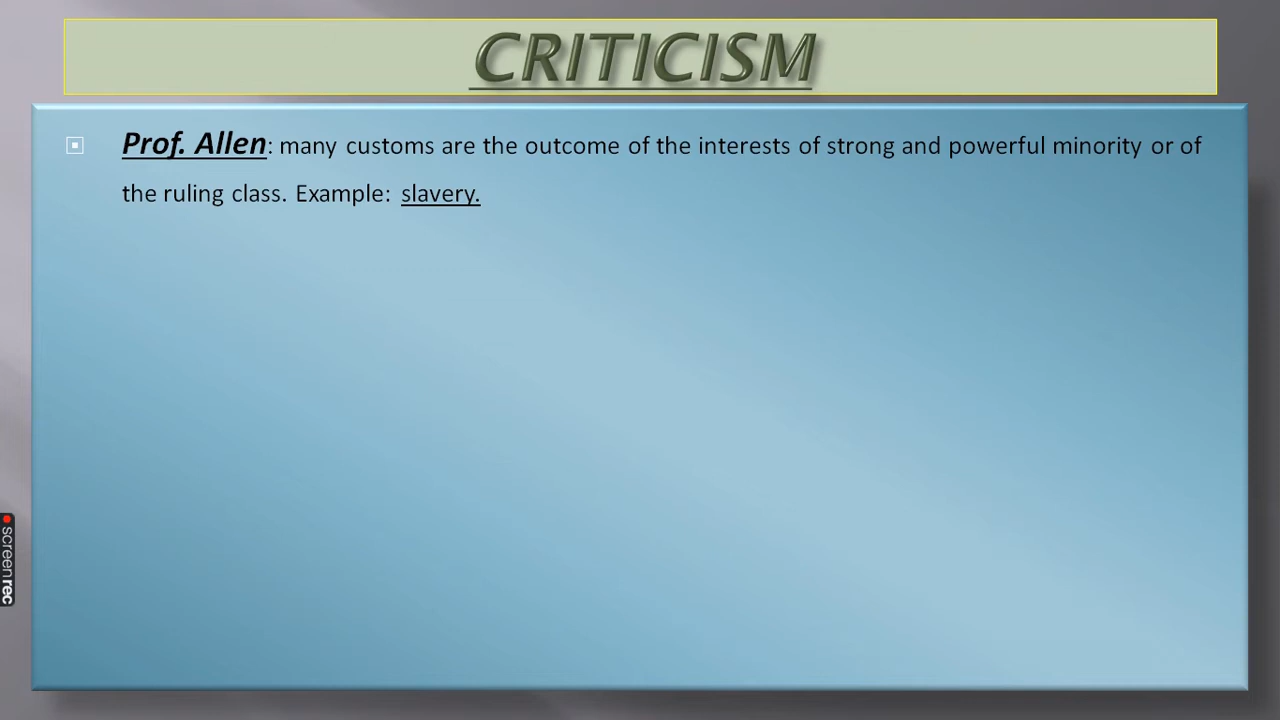 CRITICISM
Prof. Allen: many customs are the outcome of the interests of strong and powerful minority or of
the ruling class. Example: slavery.
screenrec